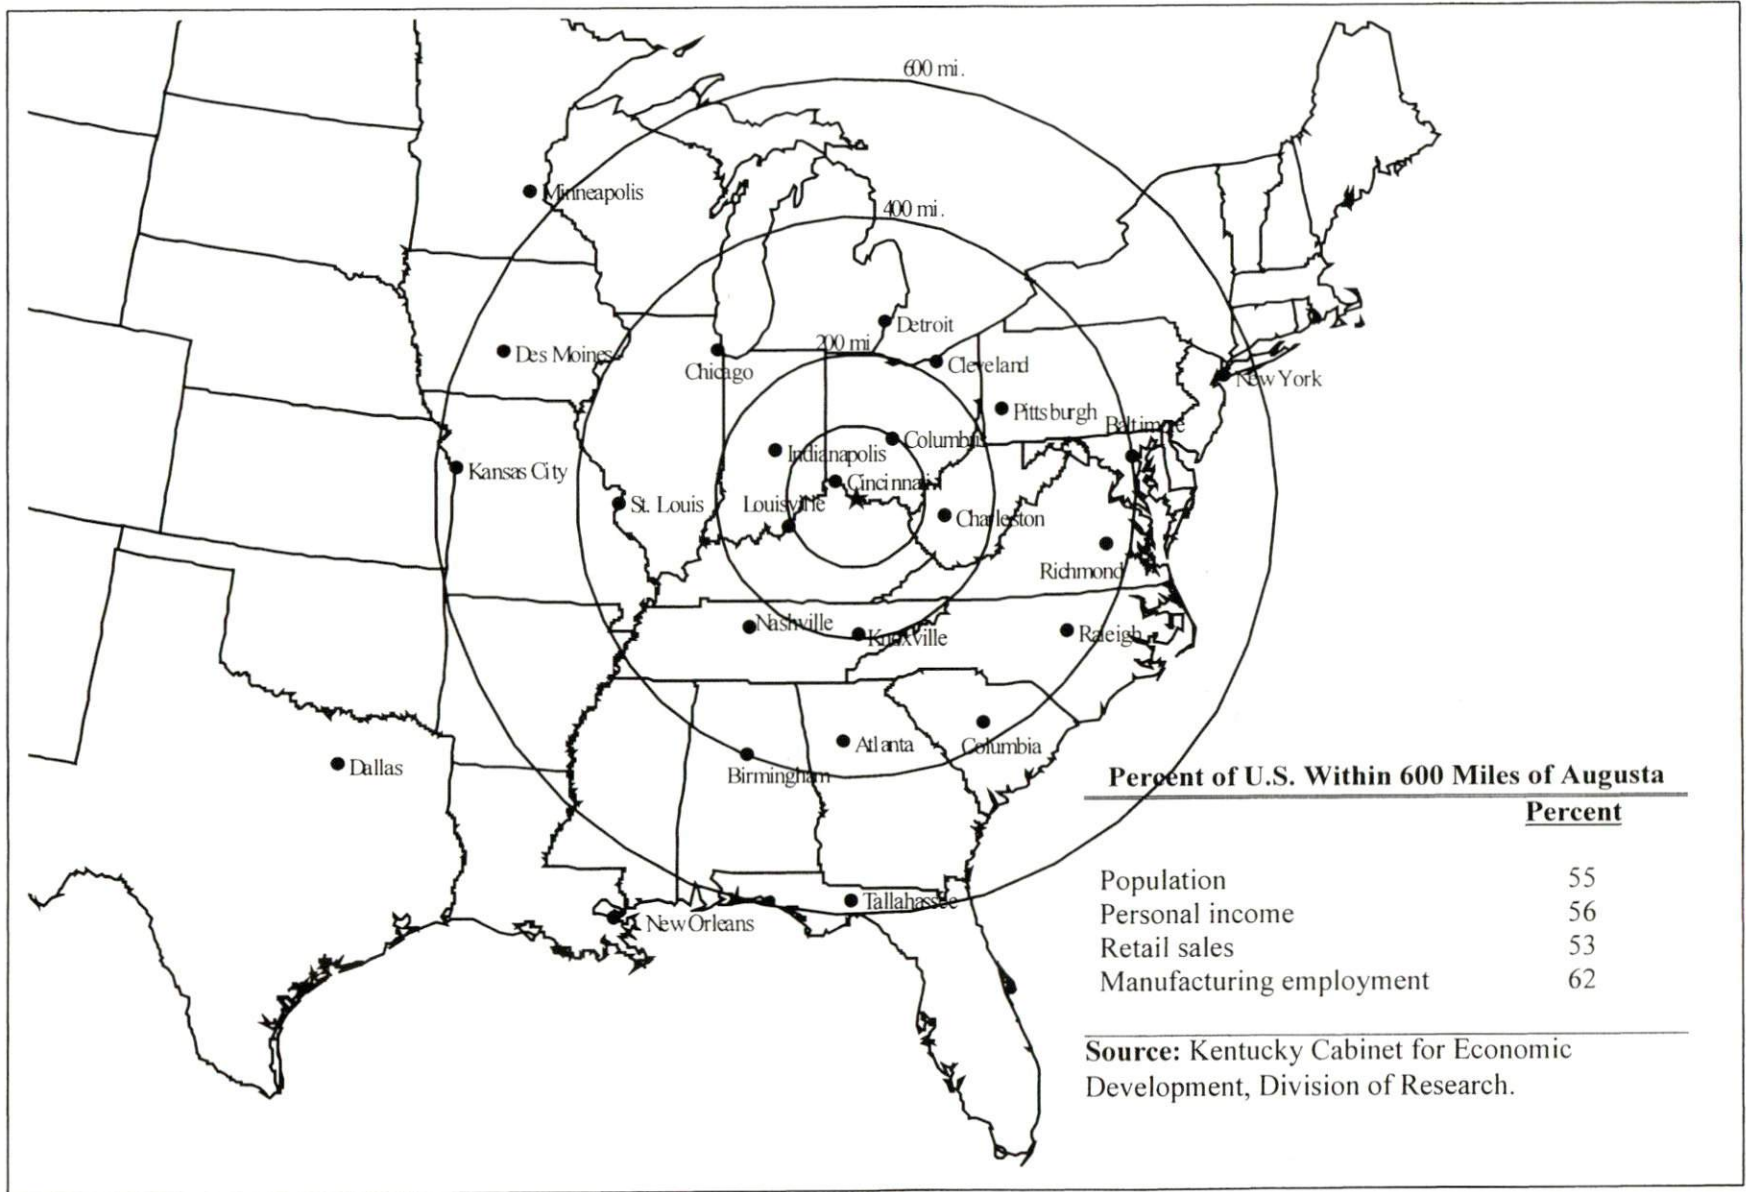 600 mi.
Minneapolis
400 mi.
Detroit
200 mi.
Des Moines
Chicago
Cleveland
New York
Pittsburgh
Baltimore
Columbus
Indianapolis
Kansas City
Cincinnati
St. Louis
Louisville
Charleston
Richmond
Nashville
Knoxville
Raleigh
Atlanta
Columbia
Dallas
Birmingham
Tallahassee
New Orleans
Percent of U.S. Within 600 Miles of Augusta
Percent
Population 55
Personal income 56
Retail sales 53
Manufacturing employment 62
Source: Kentucky Cabinet for Economic
Development, Division of Research.